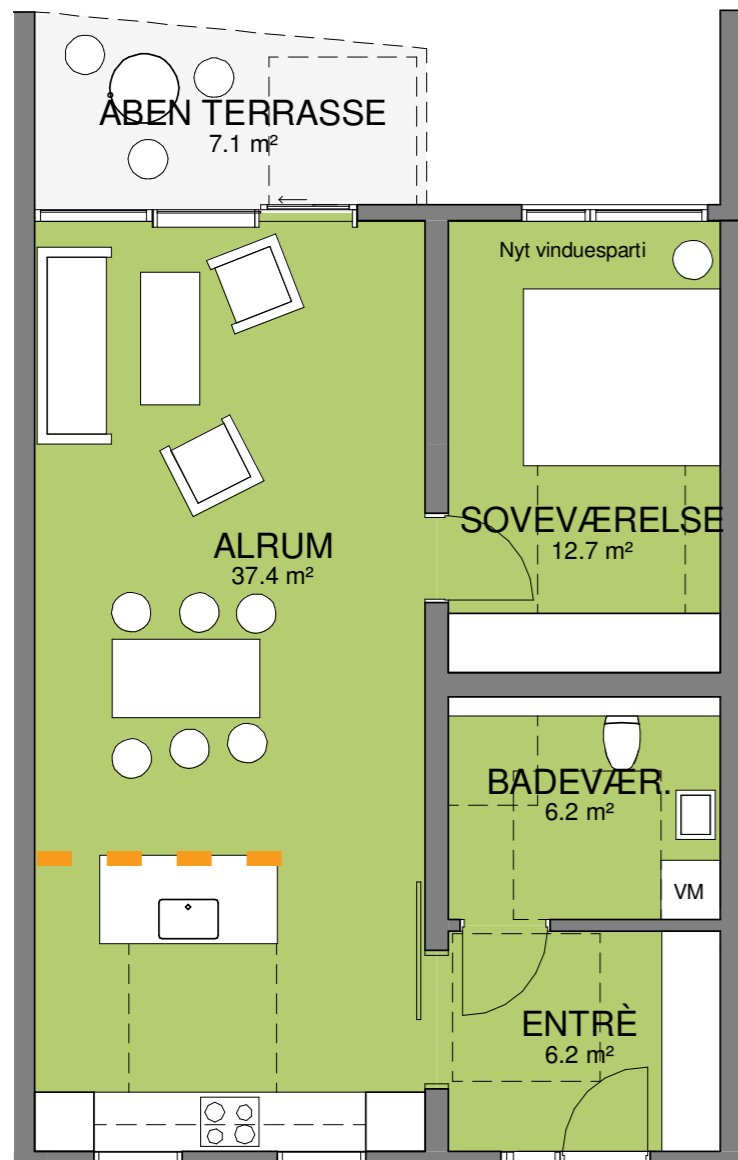 ÅBEN TERRASSE
7.1 m²
Nyt vinduesparti
SOVEVÆRELSE
12.7 m²
ALRUM
37.4 m²
BADEVÆR.
6.2 m²
VM
ENTRÈ
6.2 m²